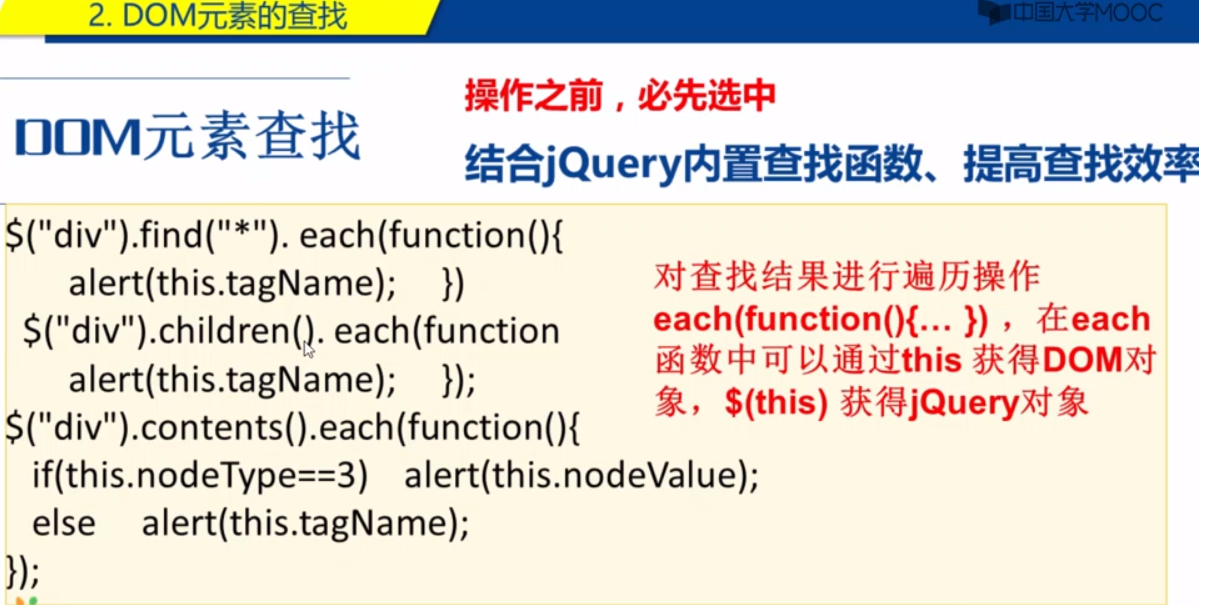 2. DOM元素的查找
中国大学MOOC
操作之前，必先选中
DOM元素查找
结合jQuery内置查找函数、提高查找效率
$("div").find("*"). each(function(){
alert(this.tagName); })
$("div").children(). each(function
alert(this.tagName); });
$("div").contents().each(function(){
if(this.nodeType==3) alert(this.nodeValue);
else alert(this.tagName);
});
对查找结果进行遍历操作
each(function(){... }) ，在each
函数中可以通过this 获得DOM对
象，$(this) 获得jQuery对象